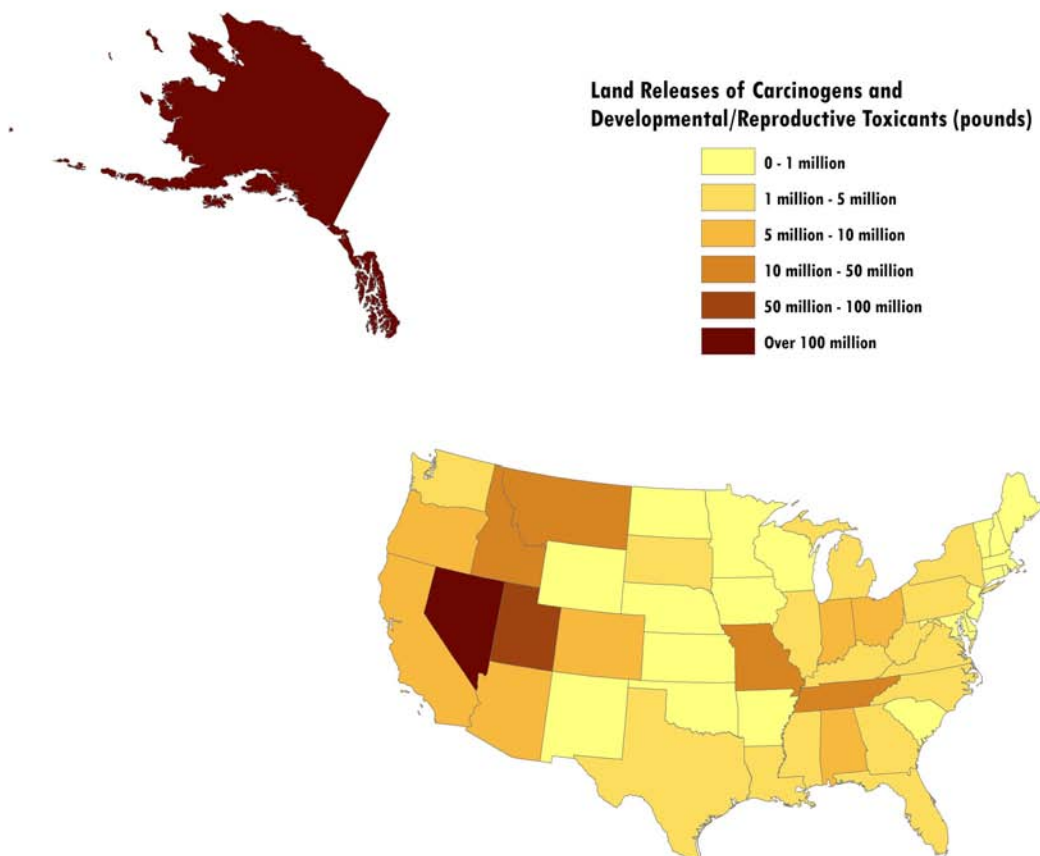 Land Releases of Carcinogens and
Developmental/Reproductive Toxicants (pounds)
0 - 1 million
1 million - 5 million
5 million - 10 million
10 million - 50 million
50 million - 100 million
Over 100 million